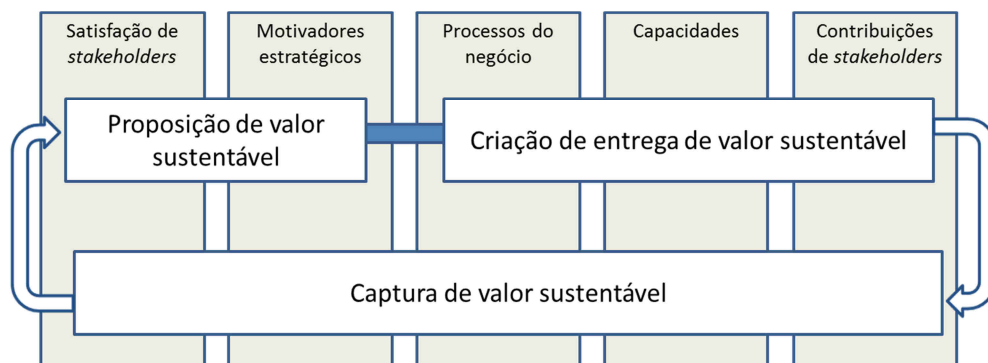 Satisfação de
stakeholders
Motivadores
estratégicos
Processos do
negócio
Capacidades
Contribuições
de stakeholders
Proposição de valor
sustentável
Criação de entrega de valor sustentável
Captura de valor sustentável